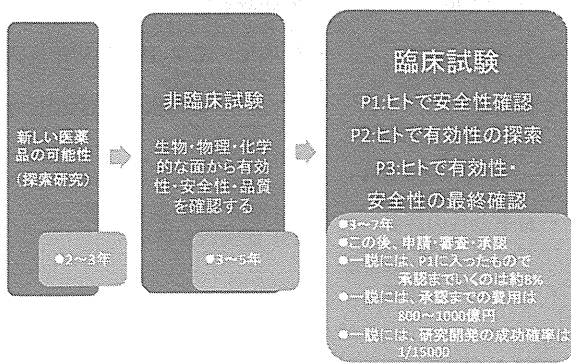 新しい医薬
品の可能性
(探索研究)
●2~3年
非臨床試験
生物・物理・化学
的な面から有効
性・安全性・品質
を確認する
●3~5年
臨床試験
P1:ヒトで安全性確認
P2:ヒトで有効性の探索
P3:ヒトで有効性・
安全性の最終確認
●3~7年
●この後、申請・審査・承認
●一説には、P1に入ったもので
承認までいくのは約8%
●一説には、承認までの費用は
800~1000億円
●一説には、研究開発の成功確率は
1/15000